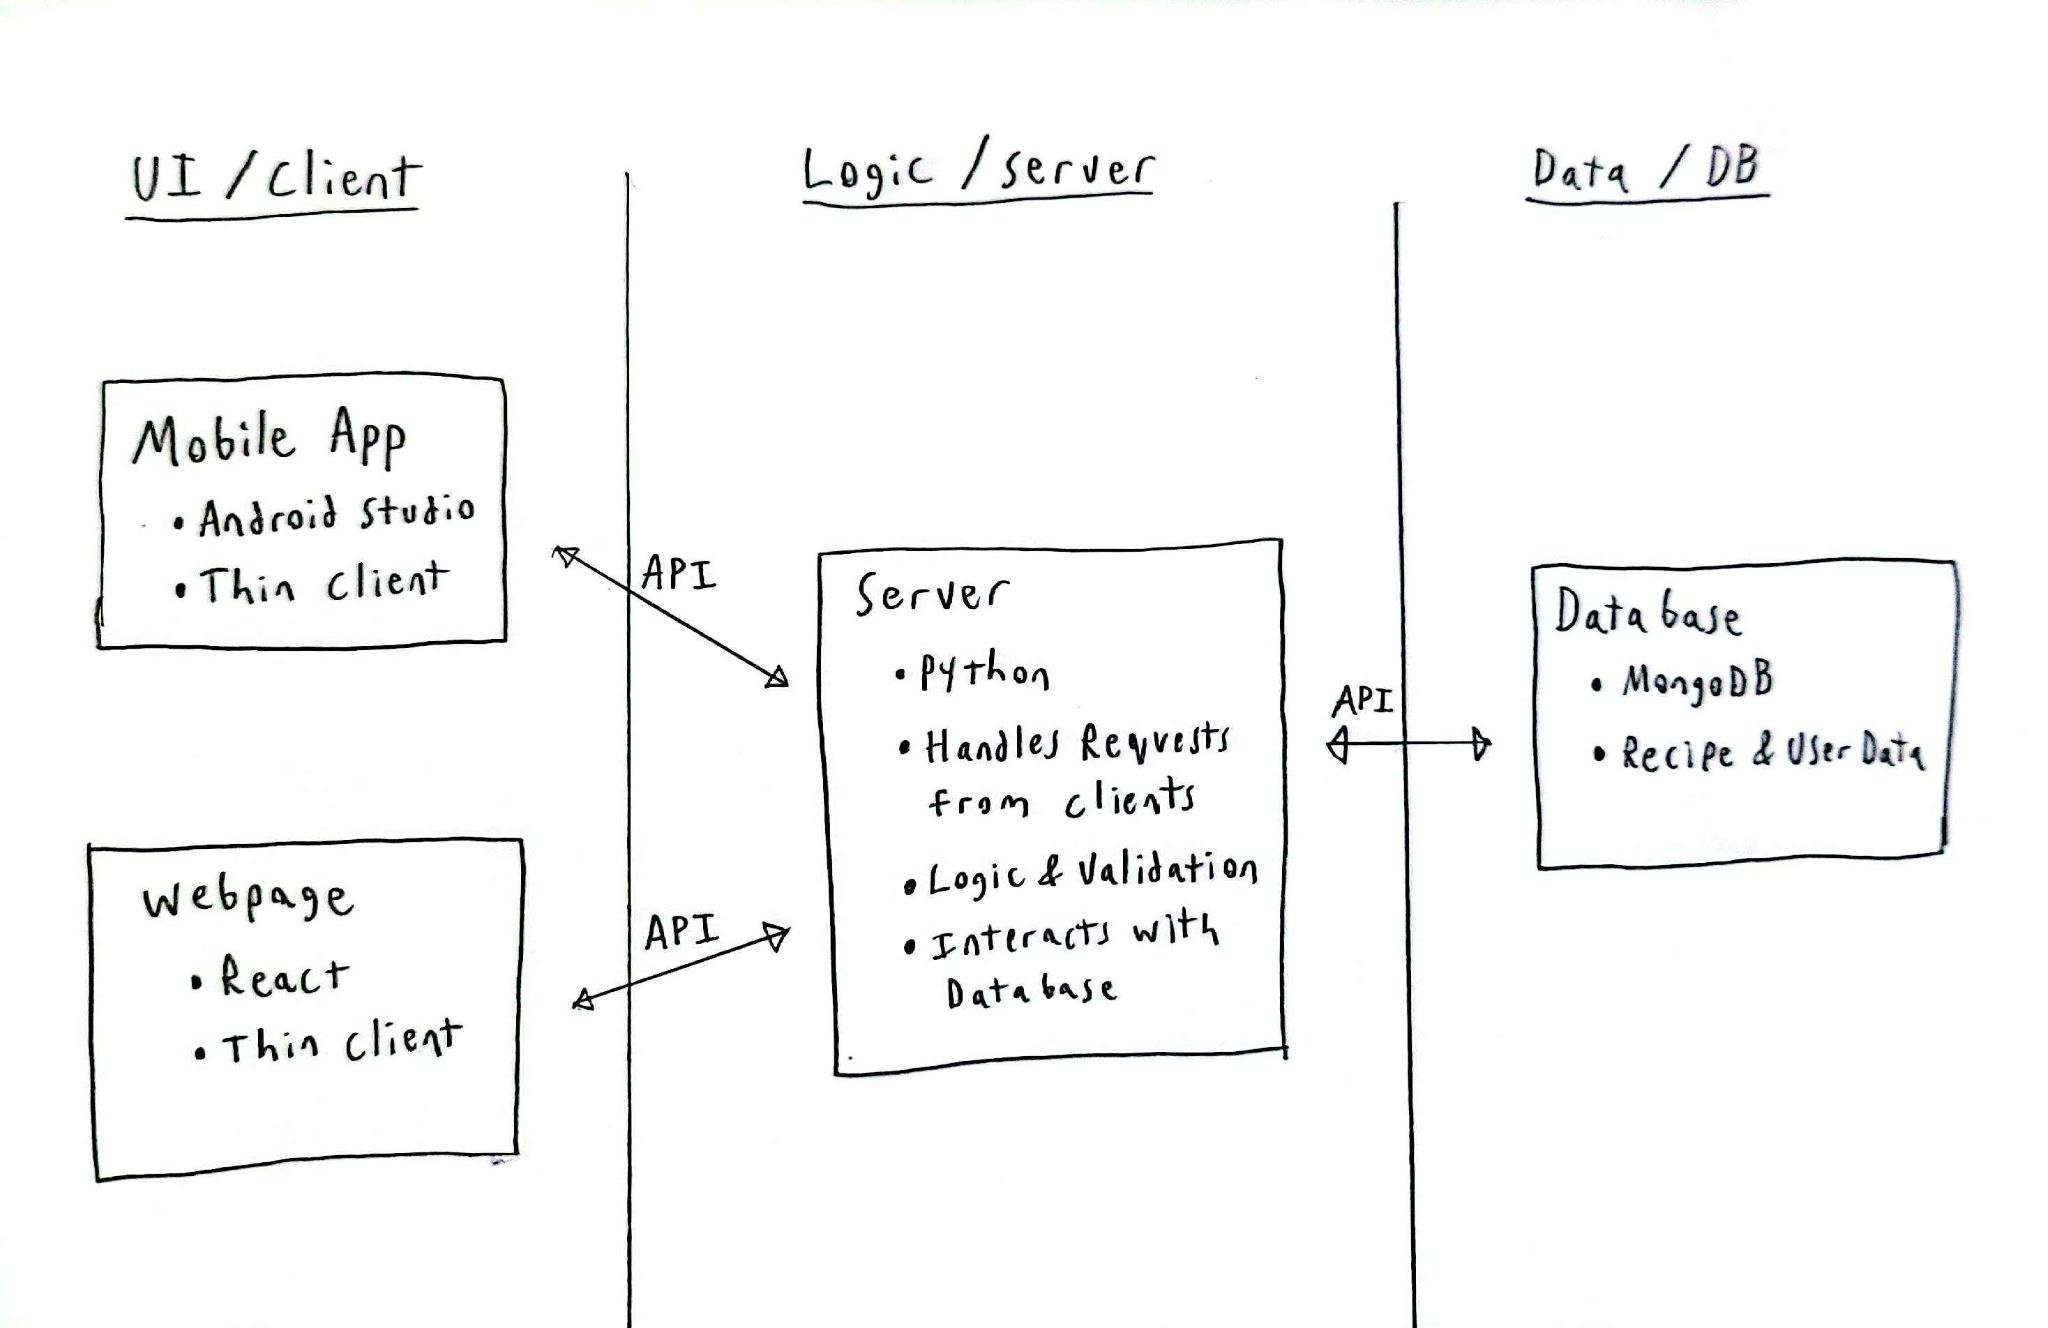 UI / Client
Logic / Server
Data / DB
Mobile App
• Android Studio
• Thin Client
API
Webpage
• React
• Thin Client
API
Server
• Python
• Handles Requests
from clients
• Logic & Validation
• Interacts with
Database
API
Database
• MongoDB
• Recipe & User Data